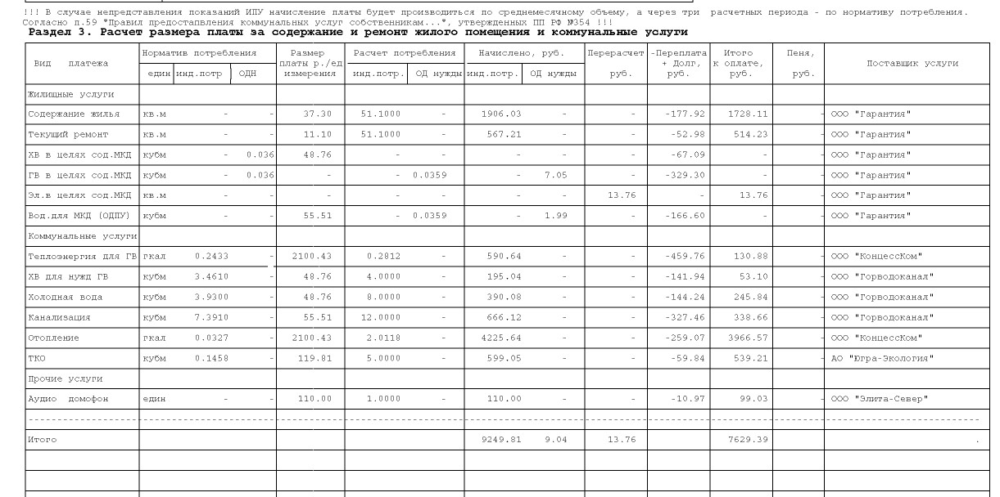 !!! В случае непредставления показаний ИПУ начисление платы будет производиться по среднемесячному объему, а через три расчетных периода - по нормативу потребления.
Согласно п.59 "Правил предоставления коммунальных услуг собственникам...", утвержденных ПП РФ №354 !!!
Раздел 3. Расчет размера платы за содержание и ремонт жилого помещения и коммунальные услуги
Вид платежа | Норматив потребления | Размер платы р./ед измерения | Расчет потребления | Начислено, руб. | Перерасчет руб. | -Переплата + Долг, руб. | Итого к оплате, руб. | Пеня, руб. | Поставщик услуги
един | инд.потр | ОДН | инд.потр. | ОД нужды | инд.потр. | ОД нужды
Жилищные услуги
Содержание жилья кв.м - - 37.30 51.1000 - 1906.03 - - -177.92 1728.11 - ООО "Гарантия"
Текущий ремонт кв.м - - 11.10 51.1000 - 567.21 - - -52.98 514.23 - ООО "Гарантия"
ХВ в целях сод.МКД кубм - 0.036 48.76 - - - - - -67.09 - - ООО "Гарантия"
ГВ в целях сод.МКД кубм - 0.036 - - 0.0359 - 7.05 - -329.30 - - ООО "Гарантия"
Эл.в целях сод.МКД кв.м - - - - - - - 13.76 - 13.76 - ООО "Гарантия"
Вод.для МКД (ОДПУ) кубм - - 55.51 - 0.0359 - 1.99 - -166.60 - - ООО "Гарантия"
Коммунальные услуги
Теплоэнергия для ГВ гкал 0.2433 - 2100.43 0.2812 - 590.64 - - -459.76 130.88 - ООО "КонцессКом"
ХВ для нужд ГВ кубм 3.4610 - 48.76 4.0000 - 195.04 - - -141.94 53.10 - ООО "Горводоканал"
Холодная вода кубм 3.9300 - 48.76 8.0000 - 390.08 - - -144.24 245.84 - ООО "Горводоканал"
Канализация кубм 7.3910 - 55.51 12.0000 - 666.12 - - -327.46 338.66 - ООО "Горводоканал"
Отопление гкал 0.0327 - 2100.43 2.0118 - 4225.64 - - -259.07 3966.57 - ООО "КонцессКом"
ТКО кубм 0.1458 - 119.81 5.0000 - 599.05 - - -59.84 539.21 - АО "Югра-Экология"
Прочие услуги
Аудио домофон един - - 110.00 1.0000 - 110.00 - - -10.97 99.03 - ООО "Элита-Север"
Итого 9249.81 9.04 13.76 7629.39 .